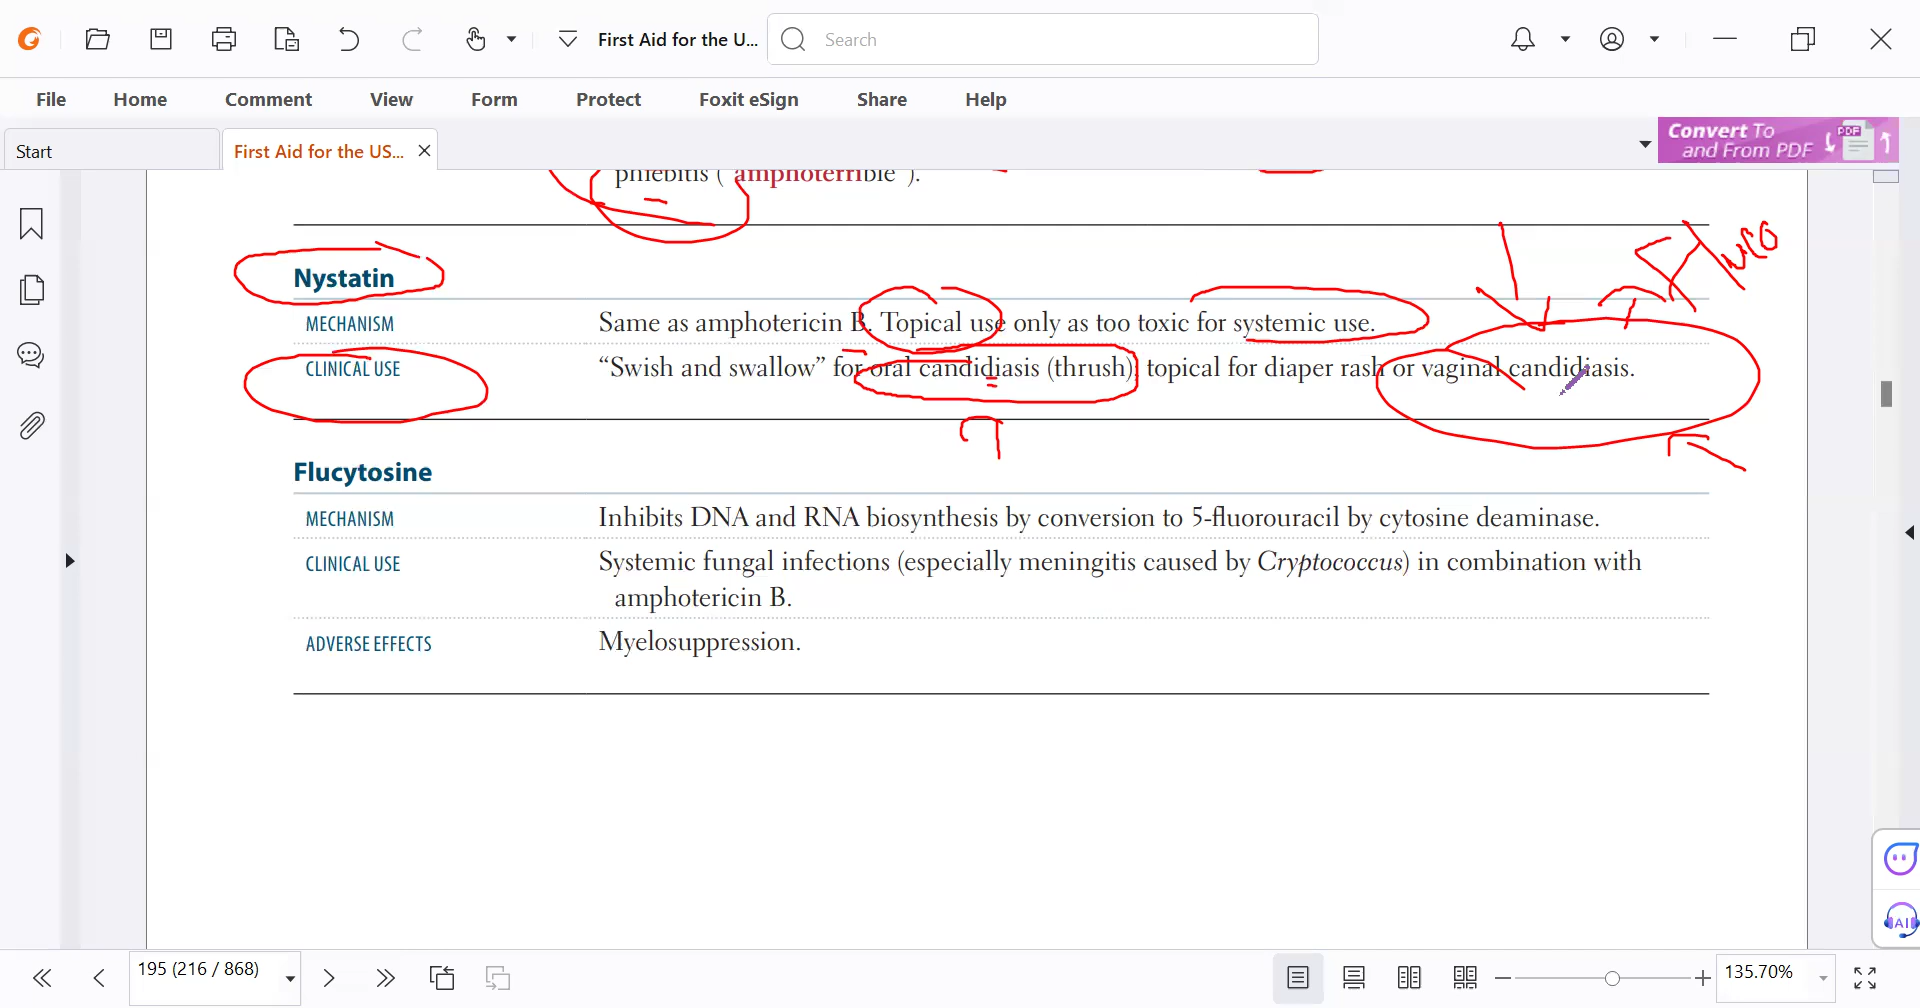 First Aid for the U...
Search
File
Home
Comment
View
Form
Protect
Foxit eSign
Share
Help
Start
First Aid for the US...
Convert To
and From PDF
PDF
phlebitis (“amphoterrible”).
Nystatin
MECHANISM
Same as amphotericin B. Topical use only as too toxic for systemic use.
CLINICAL USE
“Swish and swallow” for oral candidiasis (thrush); topical for diaper rash or vaginal candidiasis.
Flucytosine
MECHANISM
Inhibits DNA and RNA biosynthesis by conversion to 5-fluorouracil by cytosine deaminase.
CLINICAL USE
Systemic fungal infections (especially meningitis caused by Cryptococcus) in combination with
amphotericin B.
ADVERSE EFFECTS
Myelosuppression.
AI
195 (216 / 868)
135.70%